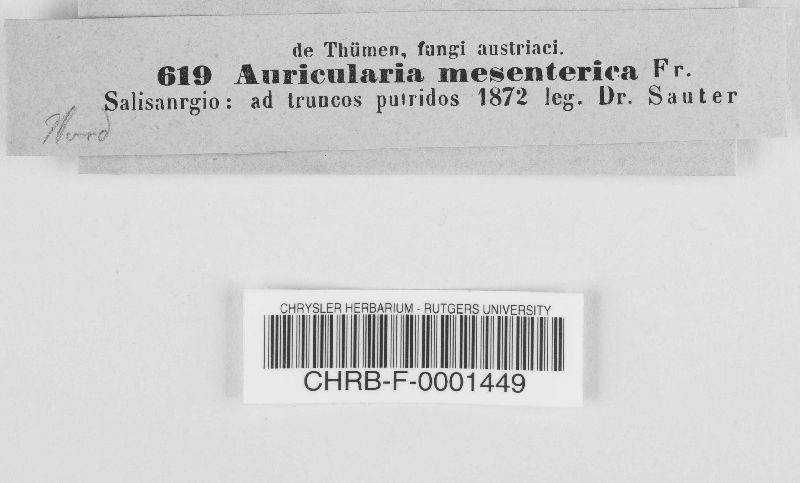 de Thümen, fungi austriaci.
619 Auricularia mesenterica Fr.
Salisanrgio: ad truncos putridos 1872 leg. Dr. Sauter
CHRYSLER HERBARIUM - RUTGERS UNIVERSITY
CHRB-F-0001449